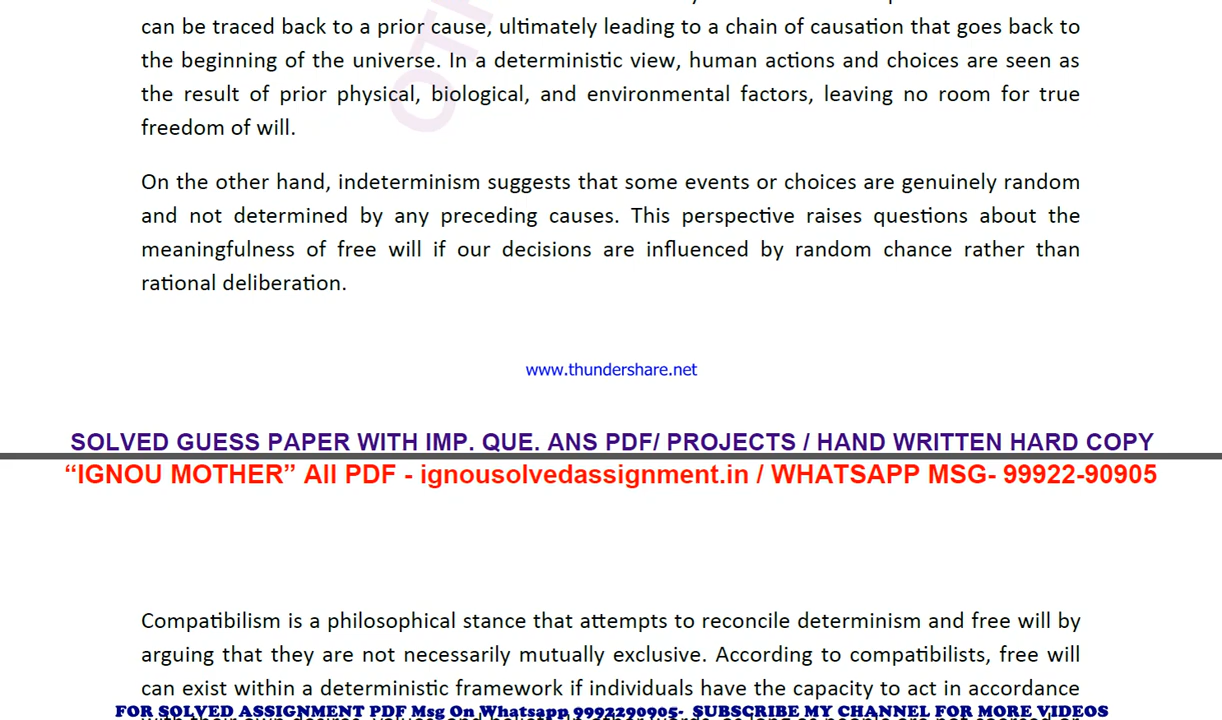 can be traced back to a prior cause, ultimately leading to a chain of causation that goes back to
the beginning of the universe. In a deterministic view, human actions and choices are seen as
the result of prior physical, biological, and environmental factors, leaving no room for true
freedom of will.
On the other hand, indeterminism suggests that some events or choices are genuinely random
and not determined by any preceding causes. This perspective raises questions about the
meaningfulness of free will if our decisions are influenced by random chance rather than
rational deliberation.
www.thundershare.net
SOLVED GUESS PAPER WITH IMP. QUE. ANS PDF/ PROJECTS / HAND WRITTEN HARD COPY
“IGNOU MOTHER” All PDF - ignousolvedassignment.in / WHATSAPP MSG- 99922-90905
Compatibilism is a philosophical stance that attempts to reconcile determinism and free will by
arguing that they are not necessarily mutually exclusive. According to compatibilists, free will
can exist within a deterministic framework if individuals have the capacity to act in accordance
FOR SOLVED ASSIGNMENT PDF Msg On Whatsapp 9992290905- SUBSCRIBE MY CHANNEL FOR MORE VIDEOS